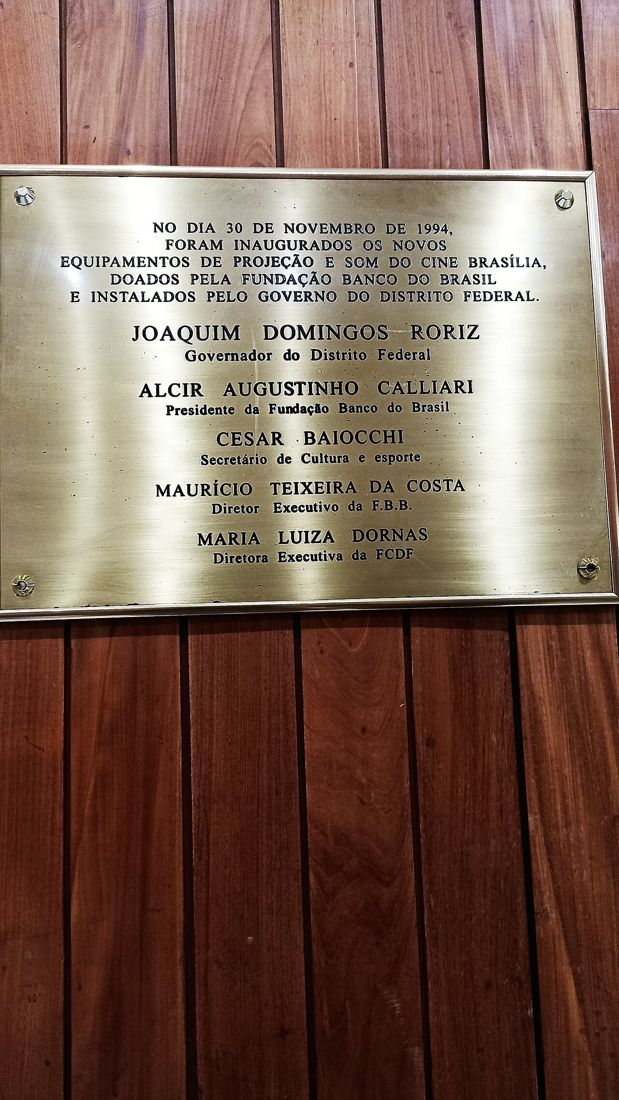 NO DIA 30 DE NOVEMBRO DE 1994,
FORAM INAUGURADOS OS NOVOS
EQUIPAMENTOS DE PROJEÇÃO E SOM DO CINE BRASÍLIA,
DOADOS PELA FUNDAÇÃO BANCO DO BRASIL
E INSTALADOS PELO GOVERNO DO DISTRITO FEDERAL.
JOAQUIM DOMINGOS RORIZ
Governador do Distrito Federal
ALCIR AUGUSTINHO CALLIARI
Presidente da Fundação Banco do Brasil
CESAR BAIOCCHI
Secretário de Cultura e esporte
MAURÍCIO TEIXEIRA DA COSTA
Diretor Executivo da F.B.B.
MARIA LUIZA DORNAS
Diretora Executiva da FCDF